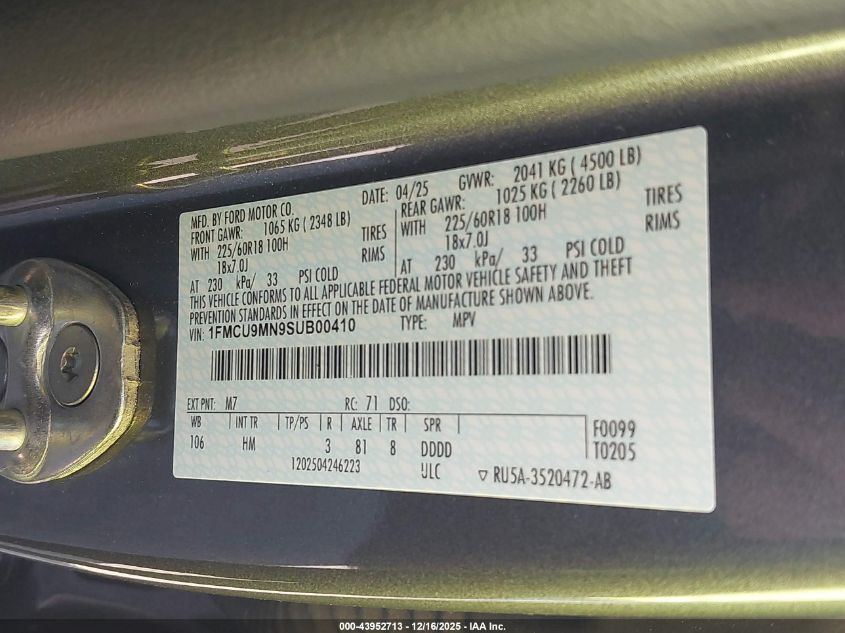 MFD. BY FORD MOTOR CO. DATE: 04/25 GVWR: 2041 KG ( 4500 LB)
FRONT GAWR: 1065 KG ( 2348 LB)
WITH 225/60R18 100H TIRES
18x7.0J RIMS
AT 230 kPa/ 33 PSI COLD
REAR GAWR: 1025 KG ( 2260 LB)
WITH 225/60R18 100H TIRES
18x7.0J RIMS
AT 230 kPa/ 33 PSI COLD
THIS VEHICLE CONFORMS TO ALL APPLICABLE FEDERAL MOTOR VEHICLE SAFETY AND THEFT
PREVENTION STANDARDS IN EFFECT ON THE DATE OF MANUFACTURE SHOWN ABOVE.
VIN: 1FMCU9MN9SUB00410 TYPE: MPV
EXT PNT: M7 RC: 71 DSO:
WB INT TR TP/PS R AXLE TR SPR
106 HM 3 81 8 DDDD
F0099
T0205
1202504246223 ULC ▽ RU5A-3520472-AB
000-43952713 - 12/16/2025 - IAA Inc.